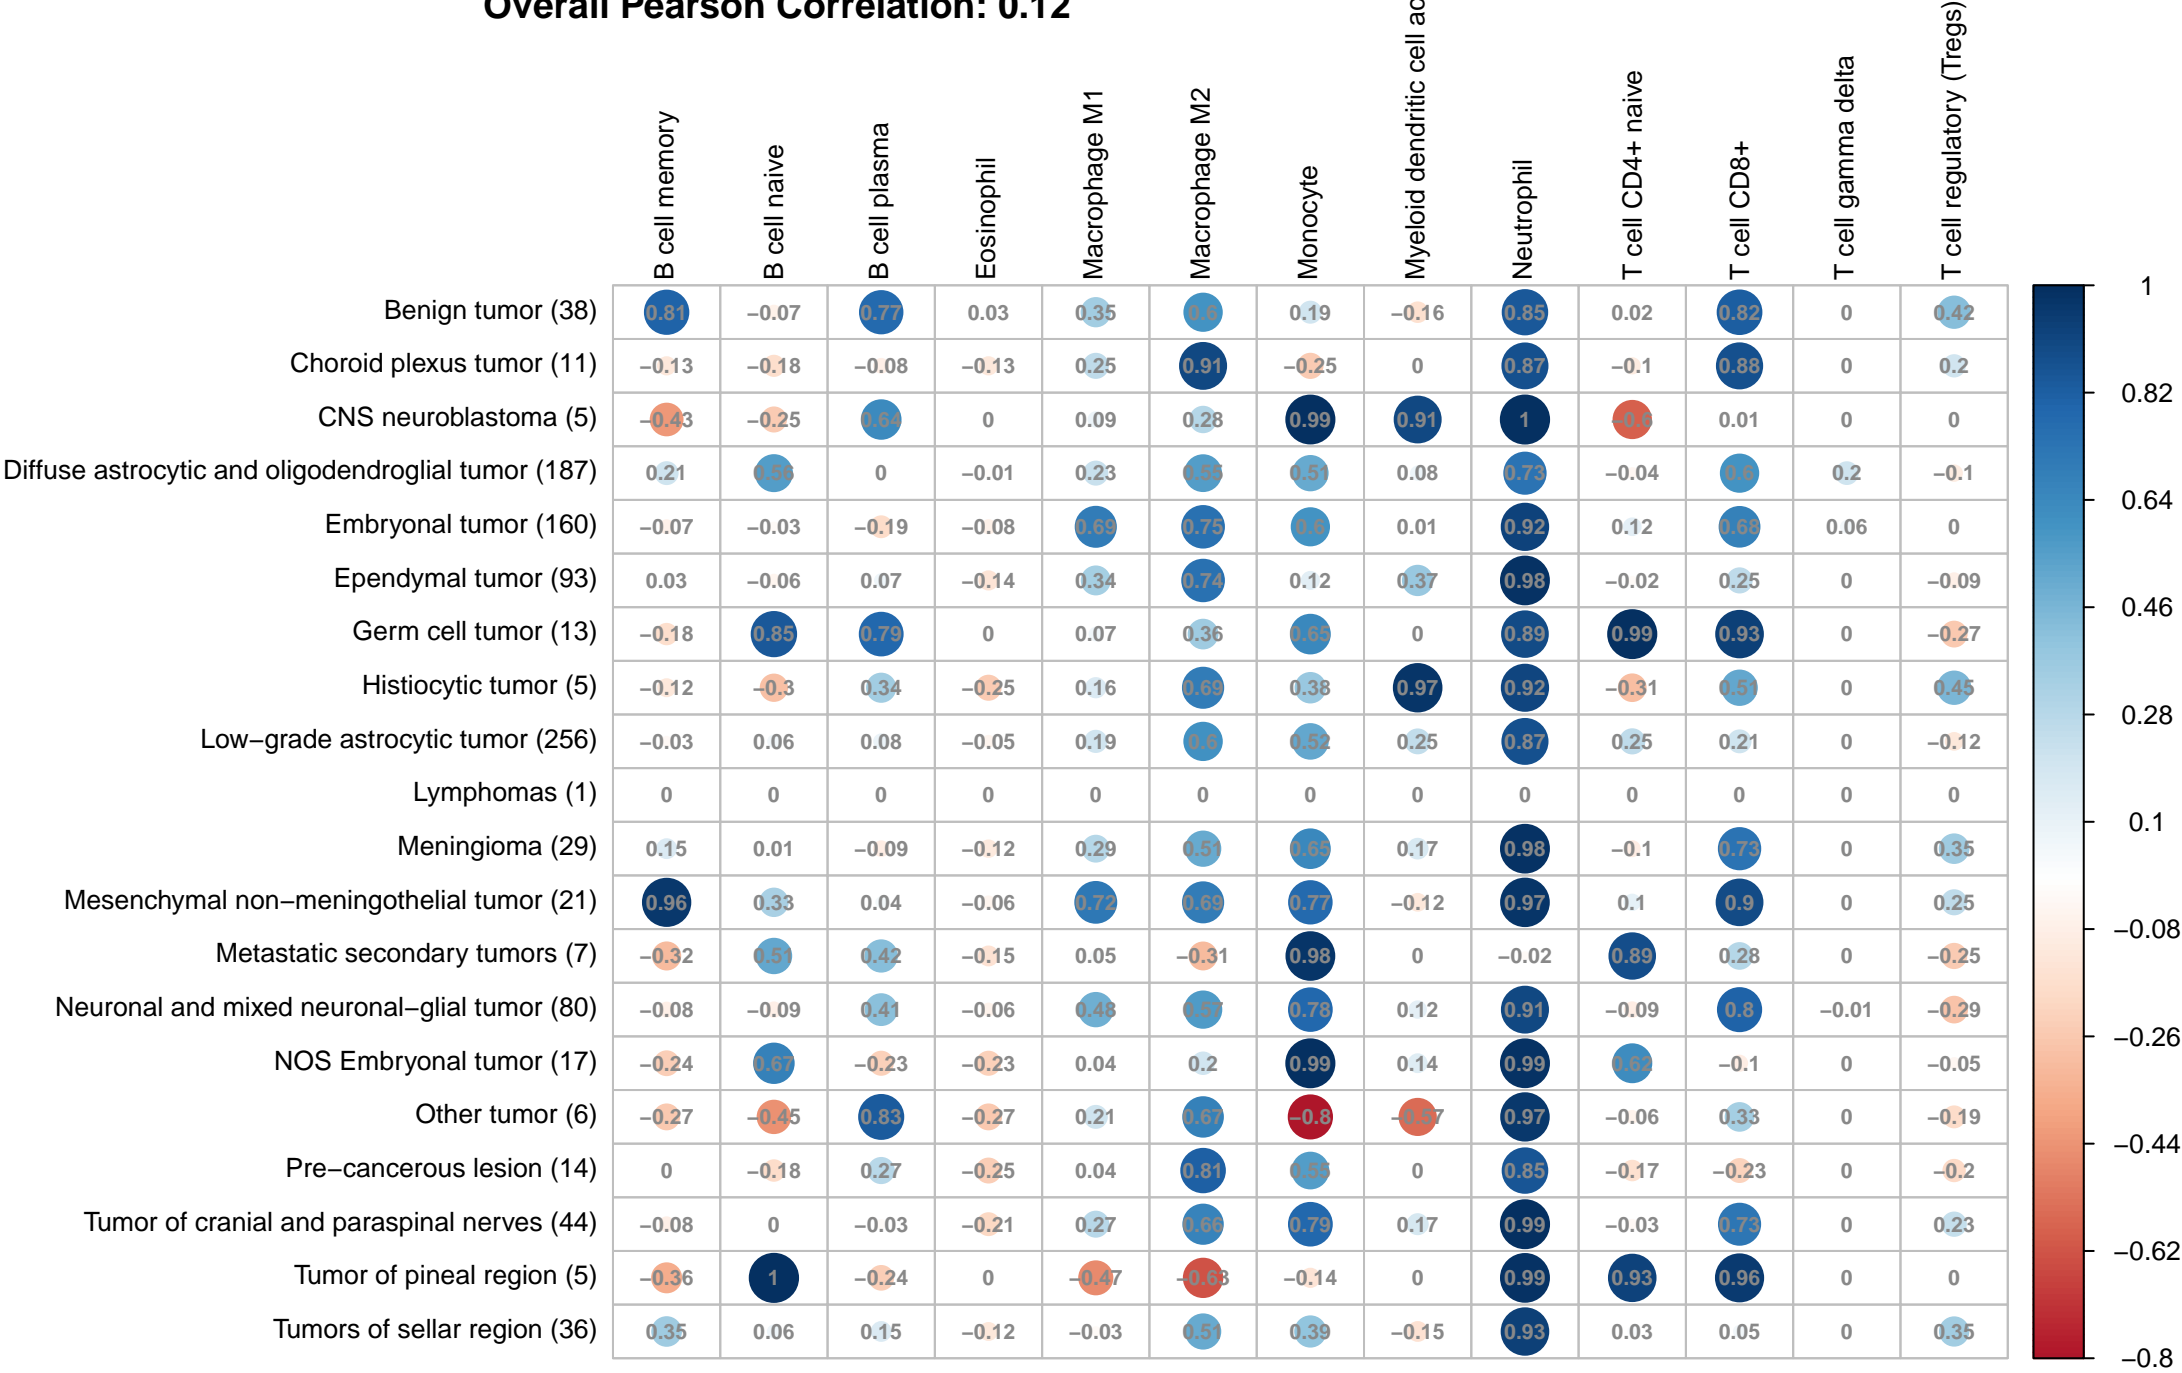 Overall Pearson Correlation: 0.12
B cell memory
B cell naive
B cell plasma
Eosinophil
Macrophage M1
Macrophage M2
Monocyte
Myeloid dendritic cell
Neutrophil
T cell CD4+ naive
T cell CD8+
T cell gamma delta
T cell regulatory (Tregs)
Benign tumor (38) 0.81 −0.07 0.77 0.03 0.35 0.6 0.19 −0.16 0.85 0.02 0.82 0 0.42
Choroid plexus tumor (11) −0.13 −0.18 −0.08 −0.13 0.25 0.91 −0.25 0 0.87 −0.1 0.88 0 0.2
CNS neuroblastoma (5) −0.43 −0.25 0.64 0 0.09 0.28 0.99 0.91 1 −0.6 0.01 0 0
Diffuse astrocytic and oligodendroglial tumor (187) 0.21 0.56 0 −0.01 0.23 0.55 0.51 0.08 0.73 −0.04 0.6 0.2 −0.1
Embryonal tumor (160) −0.07 −0.03 −0.19 −0.08 0.69 0.75 0.6 0.01 0.92 0.12 0.68 0.06 0
Ependymal tumor (93) 0.03 −0.06 0.07 −0.14 0.34 0.74 0.12 0.37 0.98 −0.02 0.25 0 −0.09
Germ cell tumor (13) −0.18 0.85 0.79 0 0.07 0.36 0.65 0 0.89 0.99 0.93 0 −0.27
Histiocytic tumor (5) −0.12 −0.3 0.34 −0.25 0.16 0.69 0.38 0.97 0.92 −0.31 0.51 0 0.45
Low−grade astrocytic tumor (256) −0.03 0.06 0.08 −0.05 0.19 0.6 0.52 0.25 0.87 0.25 0.21 0 −0.12
Lymphomas (1) 0 0 0 0 0 0 0 0 0 0 0 0 0
Meningioma (29) 0.15 0.01 −0.09 −0.12 0.29 0.51 0.65 0.17 0.98 −0.1 0.73 0 0.35
Mesenchymal non−meningothelial tumor (21) 0.96 0.33 0.04 −0.06 0.72 0.69 0.77 −0.12 0.97 0.1 0.9 0 0.25
Metastatic secondary tumors (7) −0.32 0.51 0.42 −0.15 0.05 −0.31 0.98 0 −0.02 0.89 0.28 0 −0.25
Neuronal and mixed neuronal−glial tumor (80) −0.08 −0.09 0.41 −0.06 0.48 0.57 0.78 0.12 0.91 −0.09 0.8 −0.01 −0.29
NOS Embryonal tumor (17) −0.24 0.67 −0.23 −0.23 0.04 0.2 0.99 0.14 0.99 0.62 −0.1 0 −0.05
Other tumor (6) −0.27 −0.45 0.83 −0.27 0.21 0.67 −0.8 −0.57 0.97 −0.06 0.33 0 −0.19
Pre−cancerous lesion (14) 0 −0.18 0.27 −0.25 0.04 0.81 0.55 0 0.85 −0.17 −0.23 0 −0.2
Tumor of cranial and paraspinal nerves (44) −0.08 0 −0.03 −0.21 0.27 0.66 0.79 0.17 0.99 −0.03 0.73 0 0.23
Tumor of pineal region (5) −0.36 1 −0.24 0 −0.47 −0.63 −0.14 0 0.99 0.93 0.96 0 0
Tumors of sellar region (36) 0.35 0.06 0.15 −0.12 −0.03 0.51 0.39 −0.15 0.93 0.03 0.05 0 0.35
1
0.82
0.64
0.46
0.28
0.1
−0.08
−0.26
−0.44
−0.62
−0.8